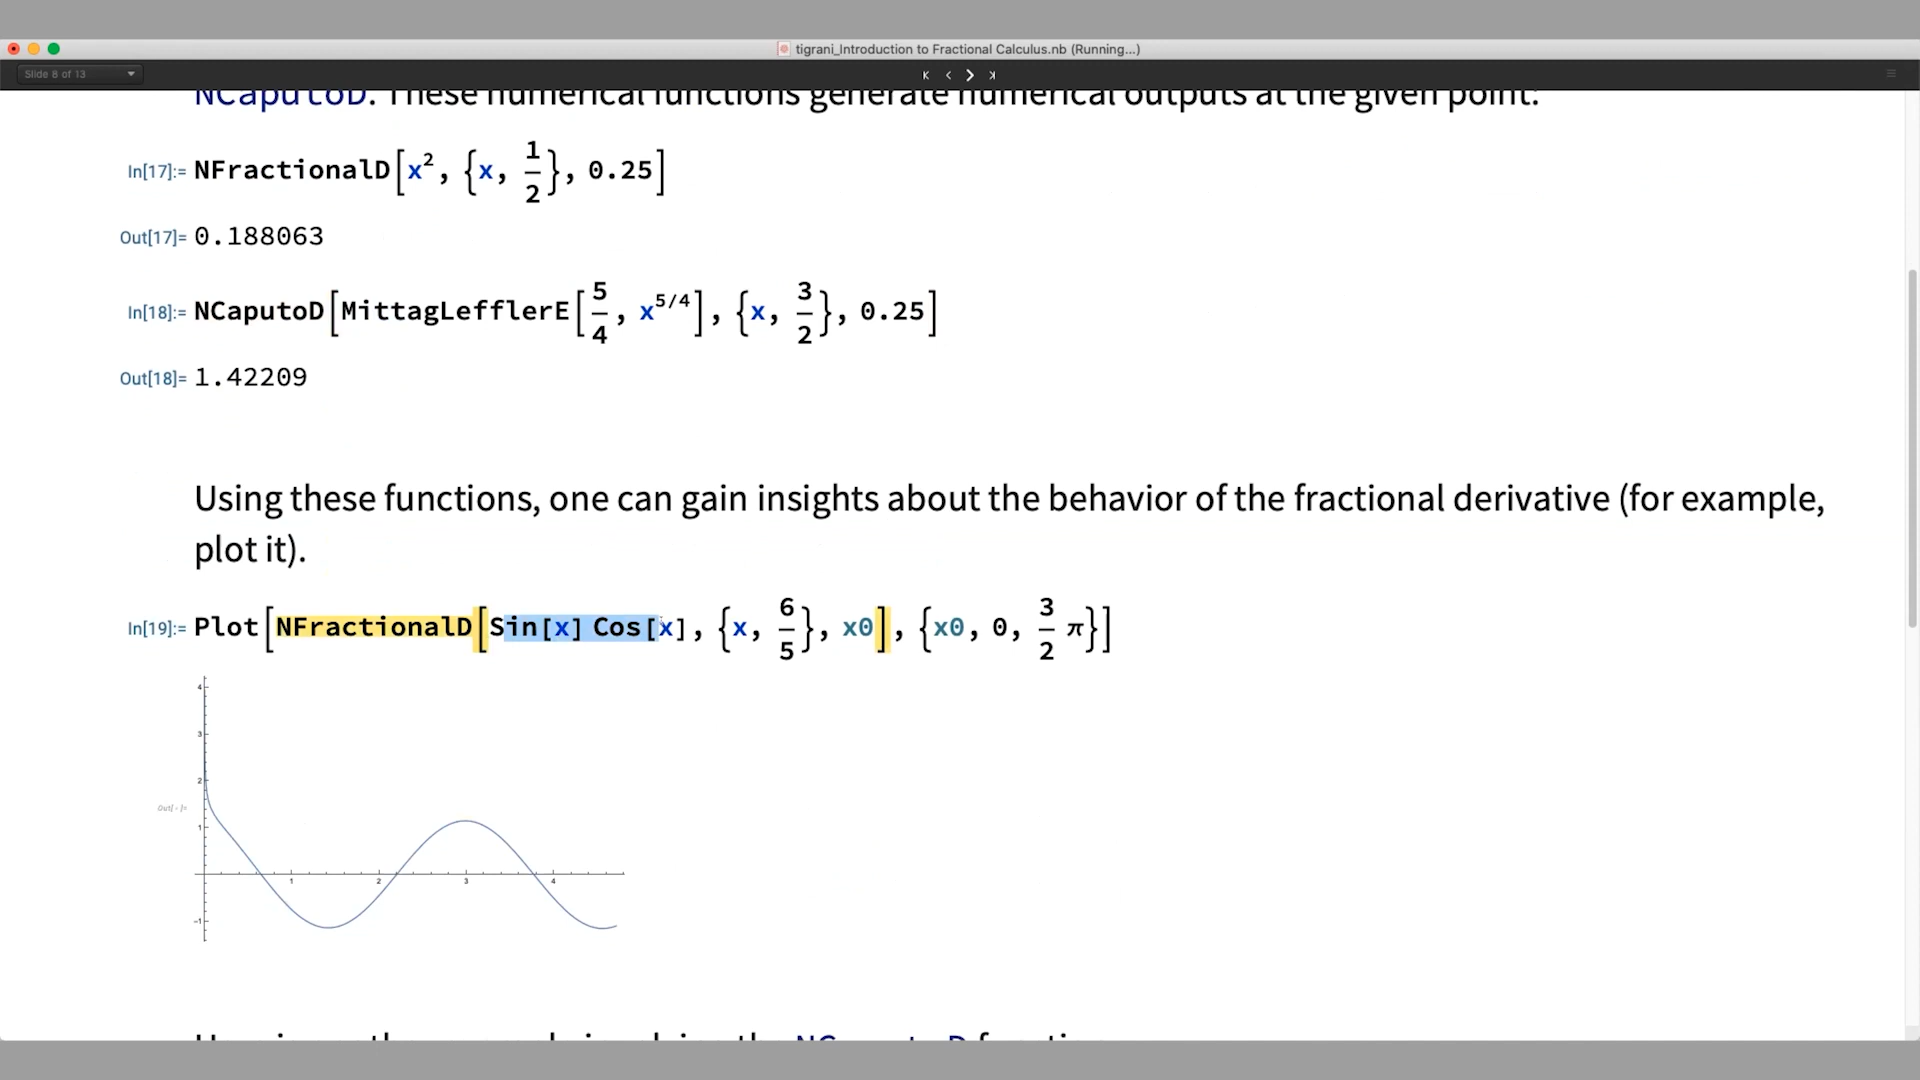 tigrani_Introduction to Fractional Calculus.nb (Running...)
Slide 8 of 13
NCaputoD. These numerical functions generate numerical outputs at the given point:
In[17]:= NFractionalD[x^2, {x, 1/2}, 0.25]
Out[17]= 0.188063
In[18]:= NCaputoD[MittagLefflerE[5/4, x^5/4], {x, 3/2}, 0.25]
Out[18]= 1.42209
Using these functions, one can gain insights about the behavior of the fractional derivative (for example,
plot it).
In[19]:= Plot[NFractionalD[Sin[x] Cos[x], {x, 6/5}, x0], {x0, 0, 3/2 π}]
4
3
2
Out[•]=
1
1 2 3 4
-1
NCaputoD